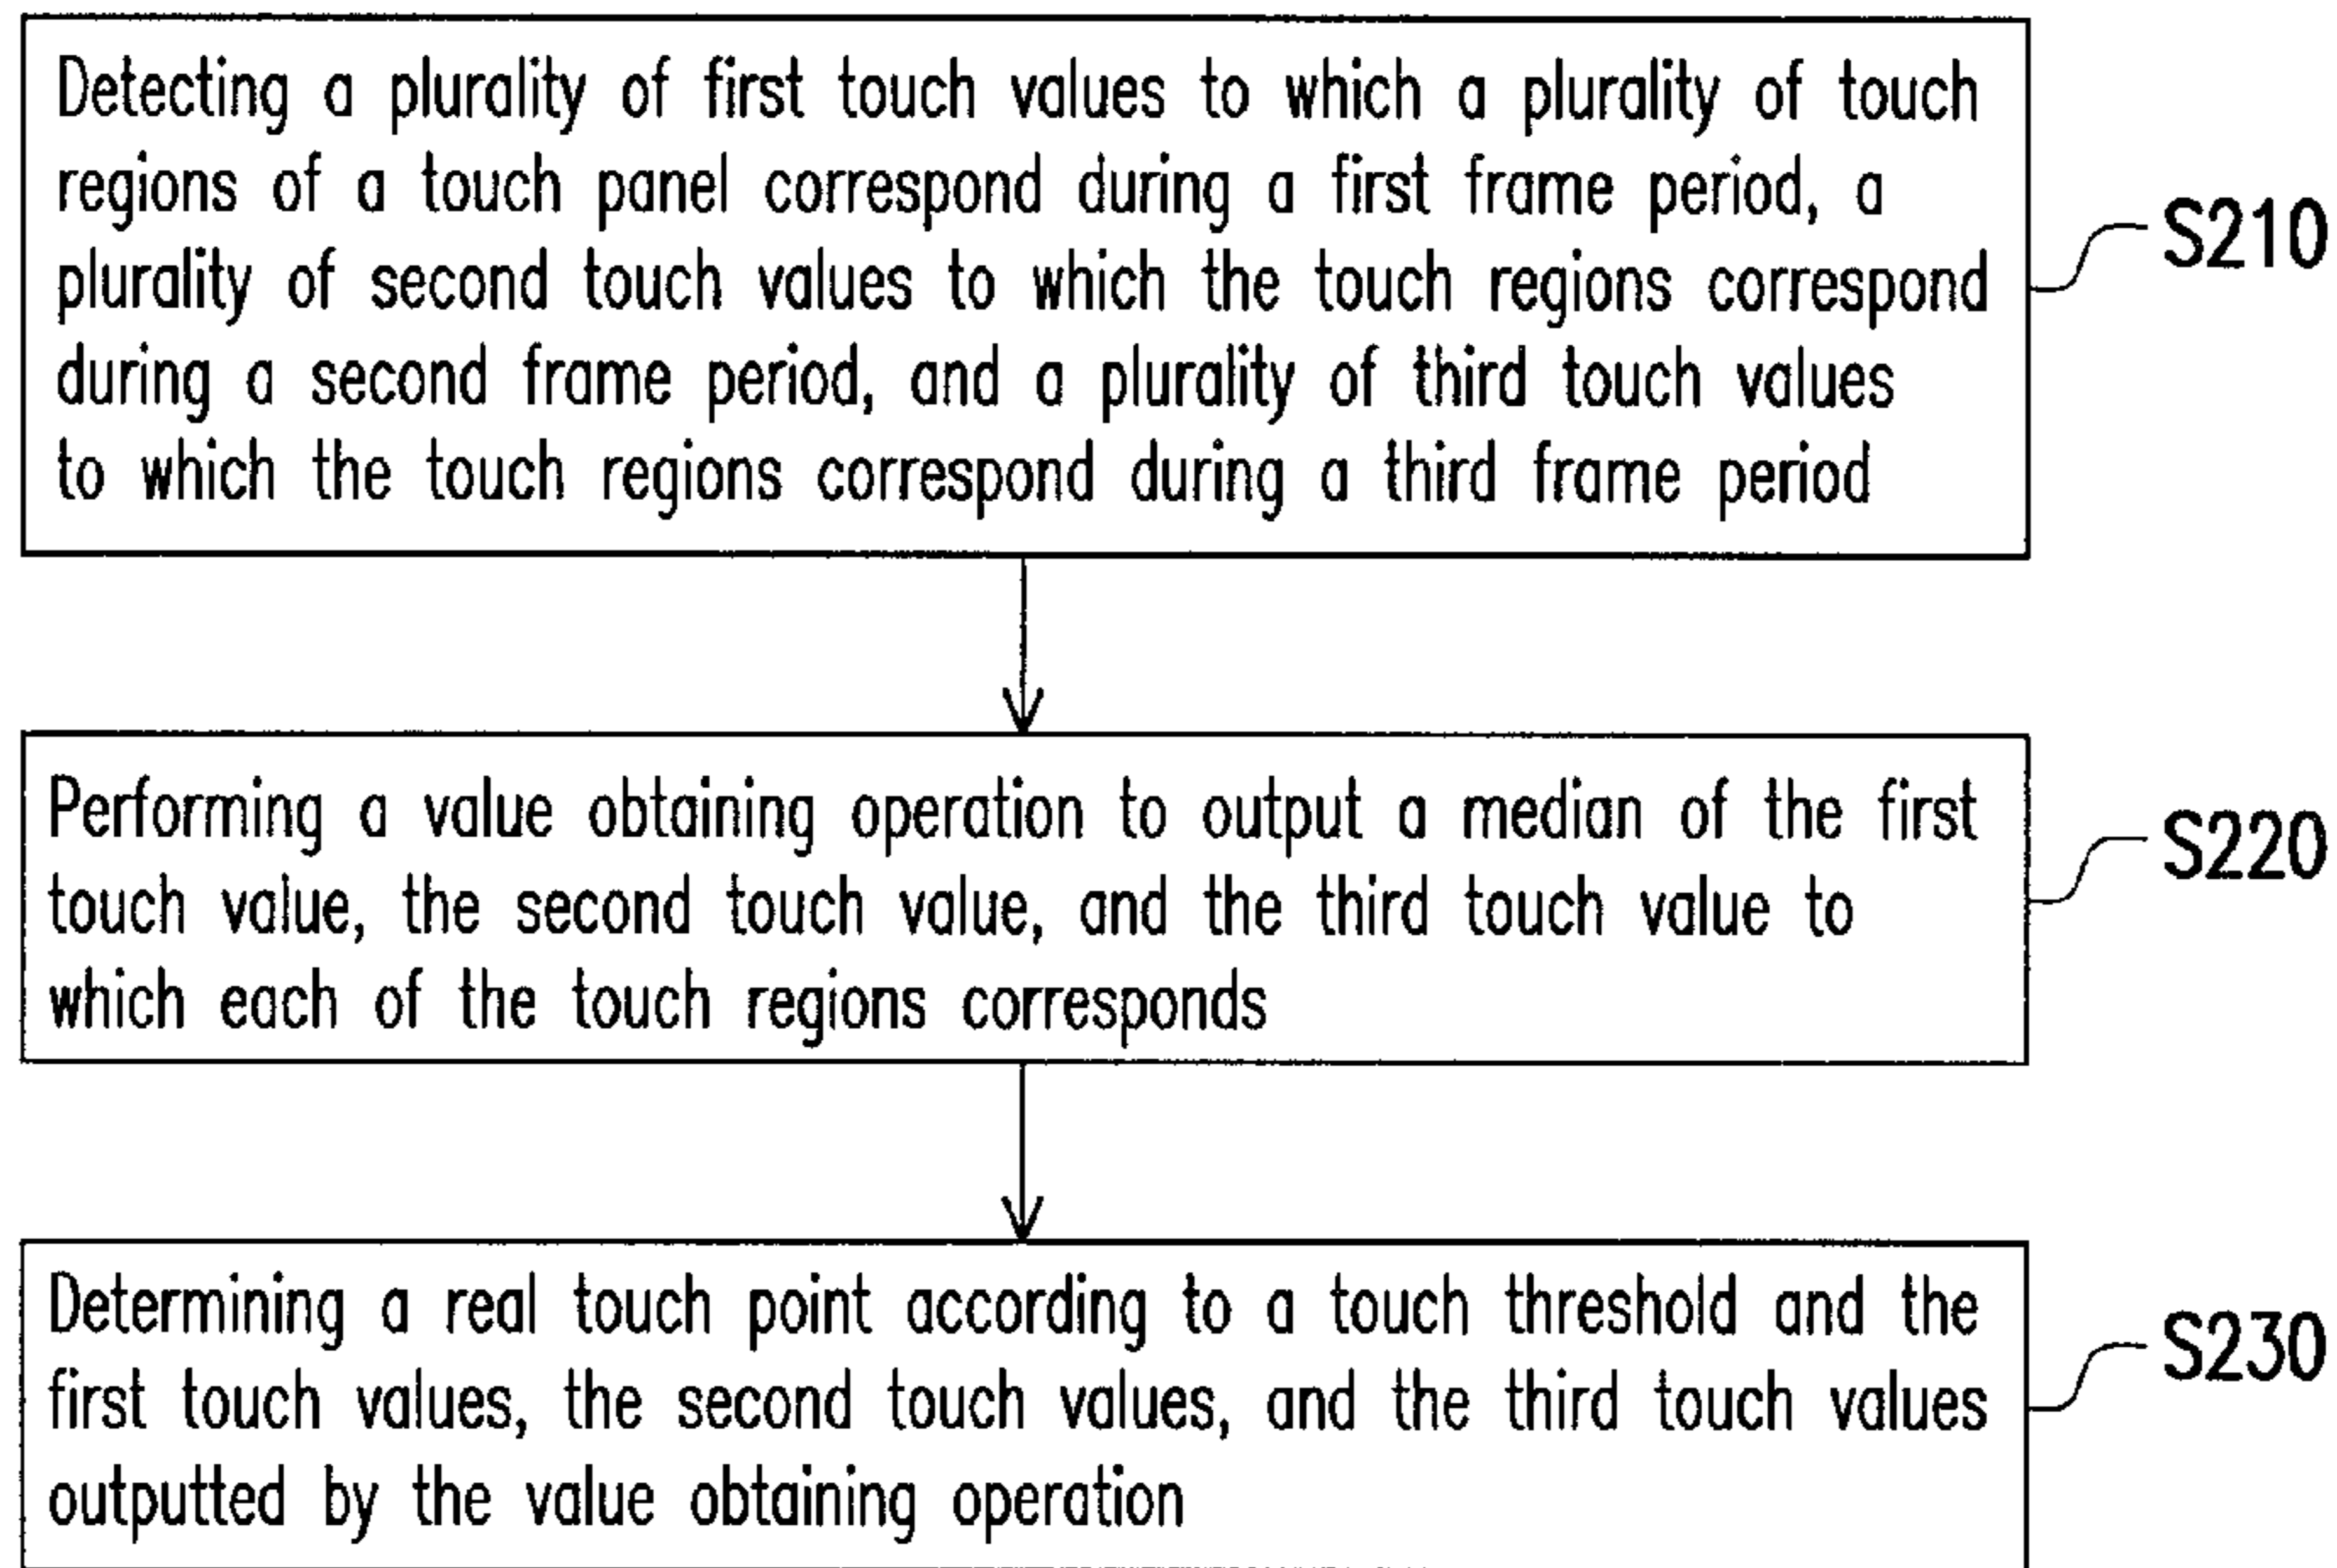 Detecting a plurality of first touch values to which a plurality of touch
regions of a touch panel correspond during a first frame period, a
plurality of second touch values to which the touch regions correspond
during a second frame period, and a plurality of third touch values
to which the touch regions correspond during a third frame period
S210
Performing a value obtaining operation to output a median of the first
touch value, the second touch value, and the third touch value to
which each of the touch regions corresponds
S220
Determining a real touch point according to a touch threshold and the
first touch values, the second touch values, and the third touch values
outputted by the value obtaining operation
S230